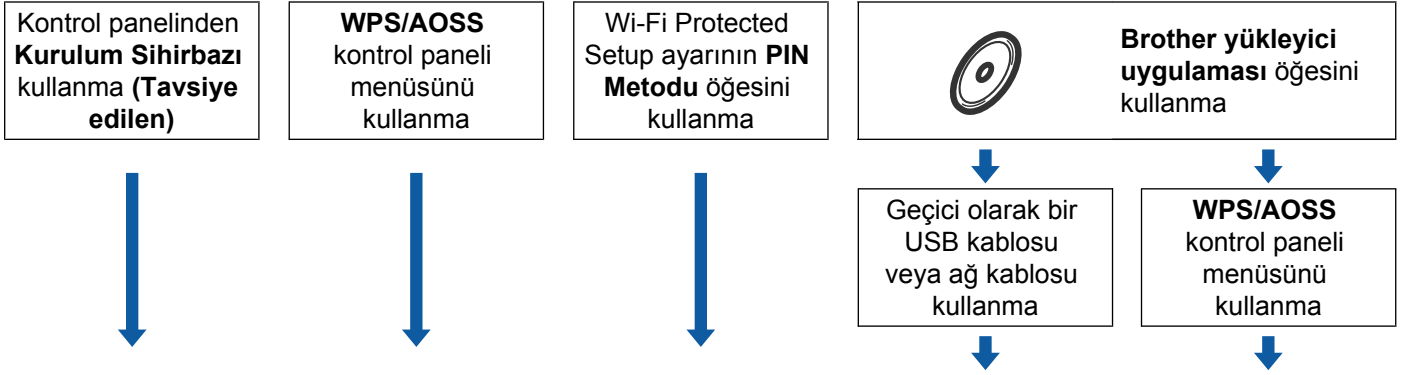 Kontrol panelinden
Kurulum Sihirbazı
kullanma (Tavsiye
edilen)
WPS/AOSS
kontrol paneli
menüsünü
kullanma
Wi-Fi Protected
Setup ayarının PIN
Metodu öğesini
kullanma
Brother yükleyici
uygulaması öğesini
kullanma
Geçici olarak bir
USB kablosu
veya ağ kablosu
kullanma
WPS/AOSS
kontrol paneli
menüsünü
kullanma